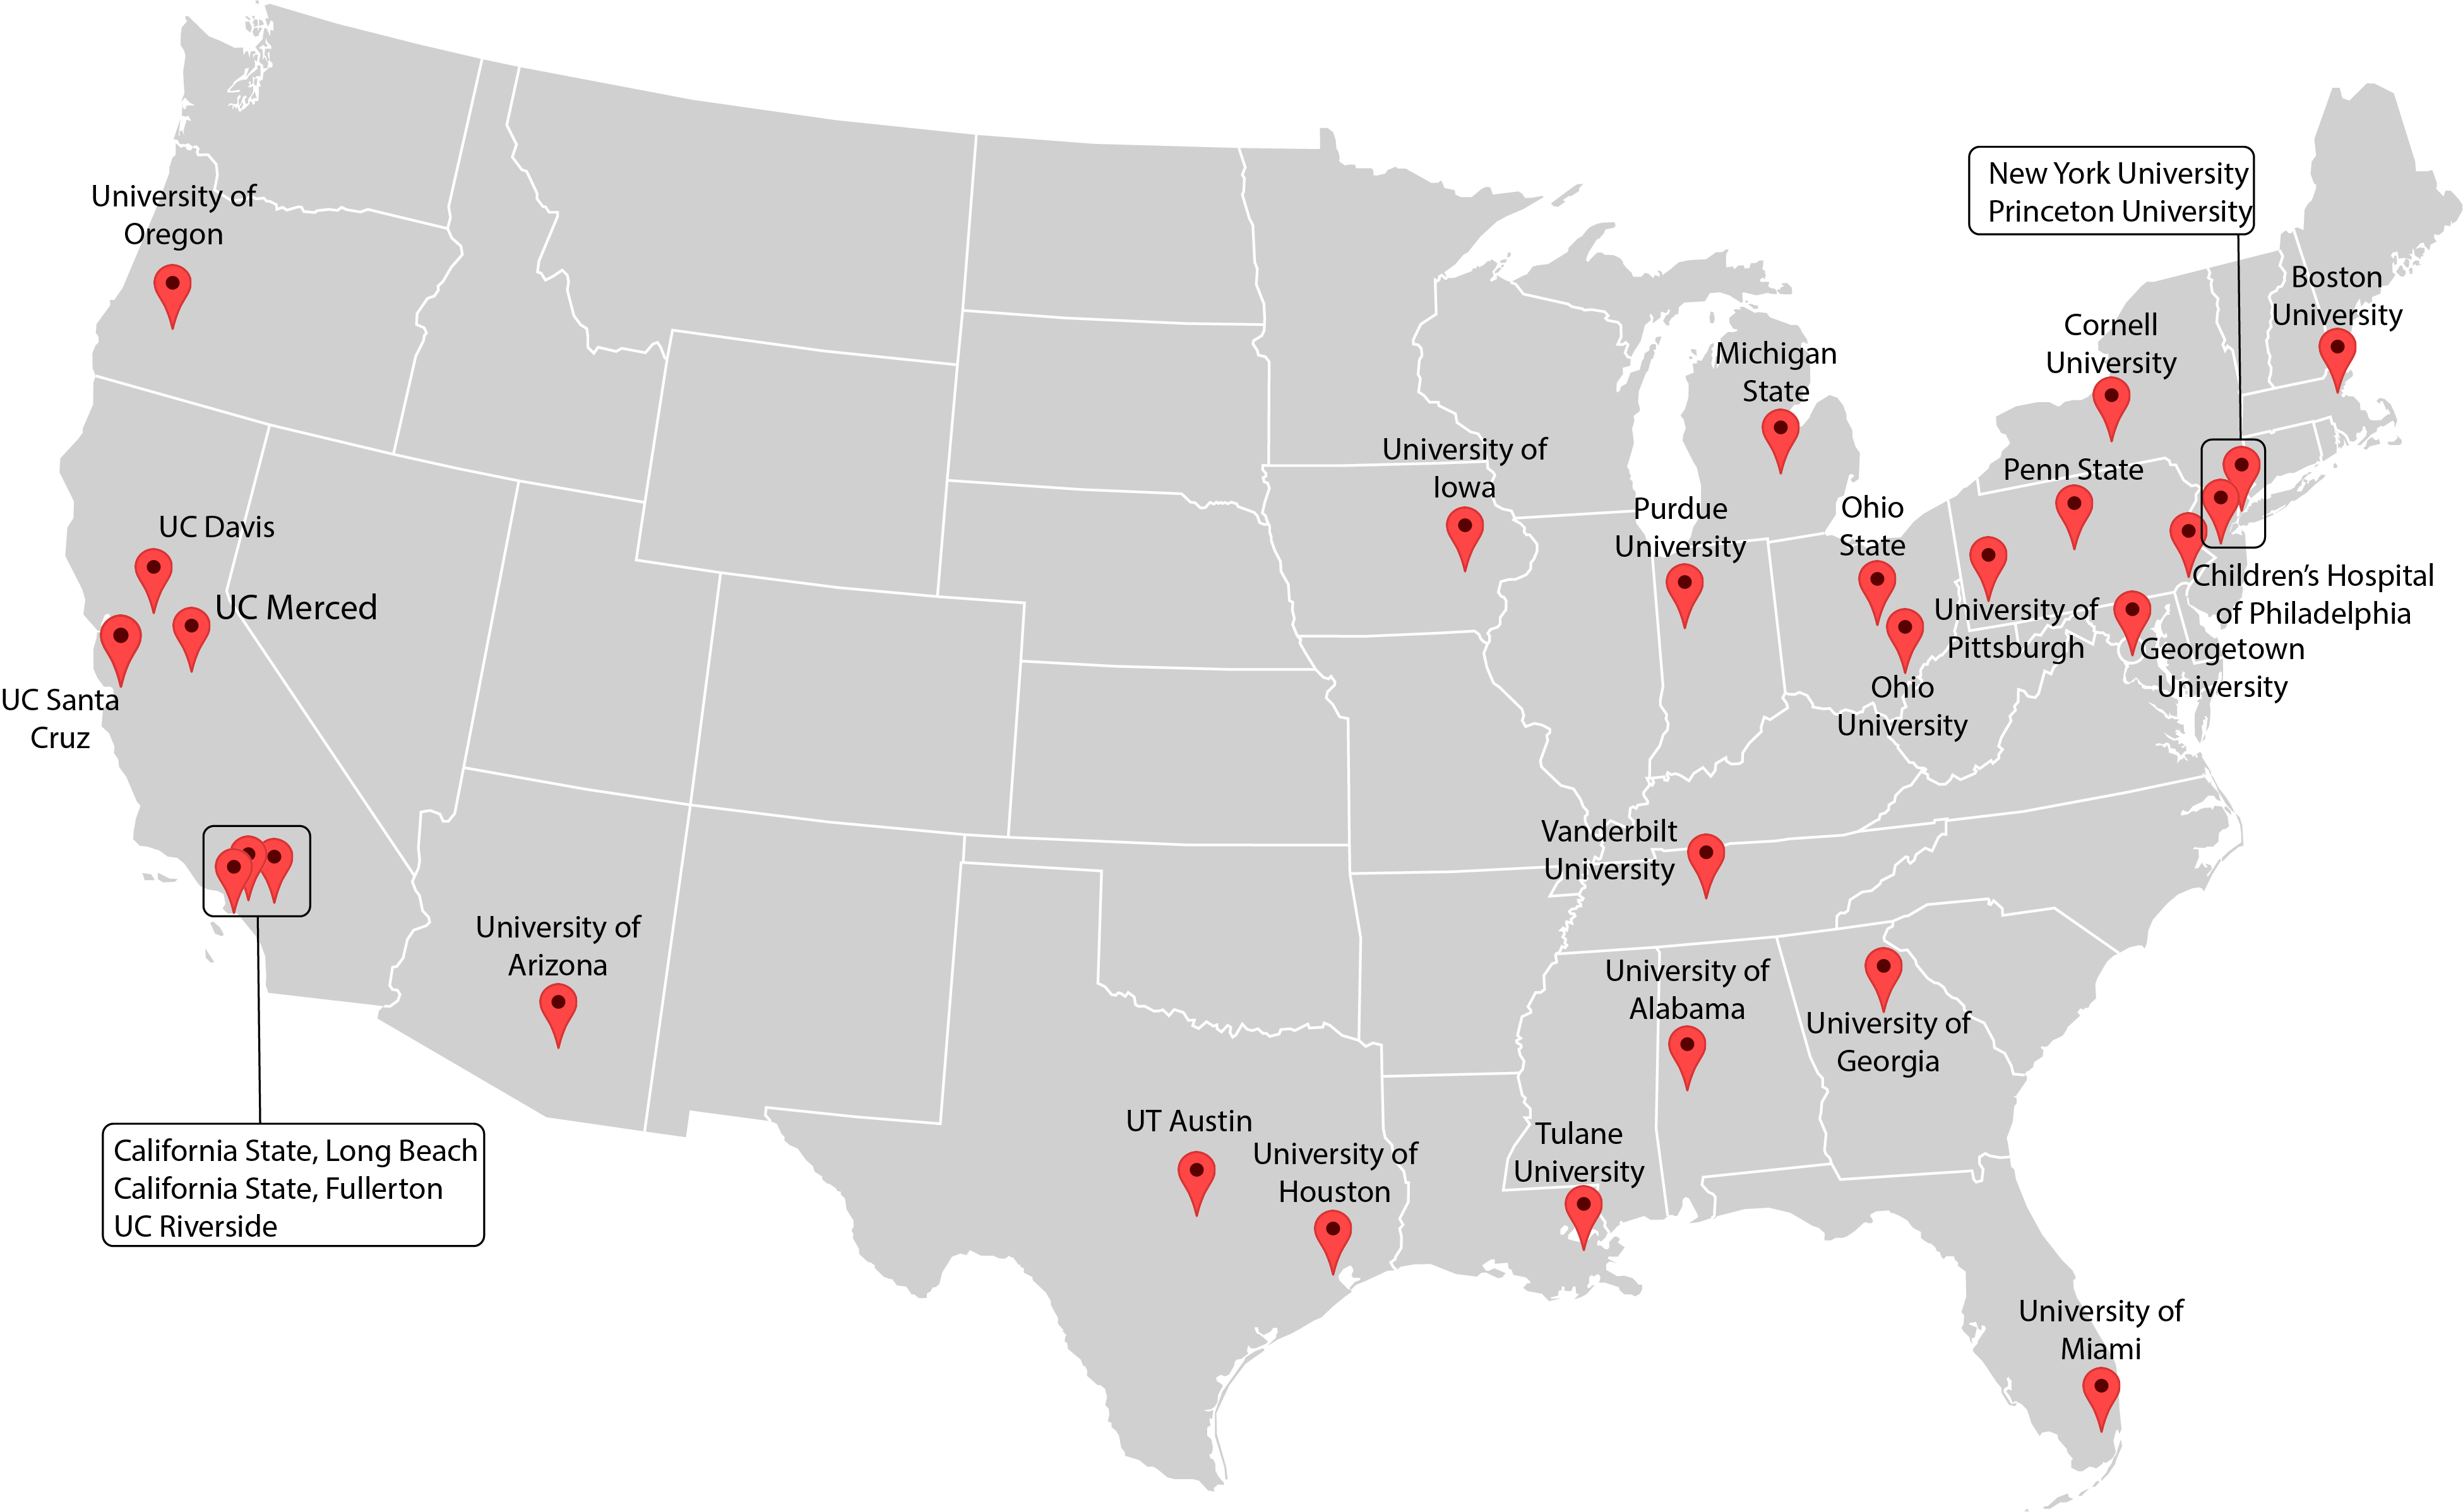 New York University
Princeton University
University of
Oregon
Boston
University
Cornell
University
Michigan
State
University of
Iowa
Penn State
Purdue
University
Ohio
State
UC Davis
UC Merced
Children's Hospital
of Philadelphia
University of
Pittsburgh
Georgetown
University
UC Santa
Cruz
Ohio
University
Vanderbilt
University
University of
Arizona
University of
Alabama
University of
Georgia
UT Austin
University of
Houston
Tulane
University
California State, Long Beach
California State, Fullerton
UC Riverside
University of
Miami